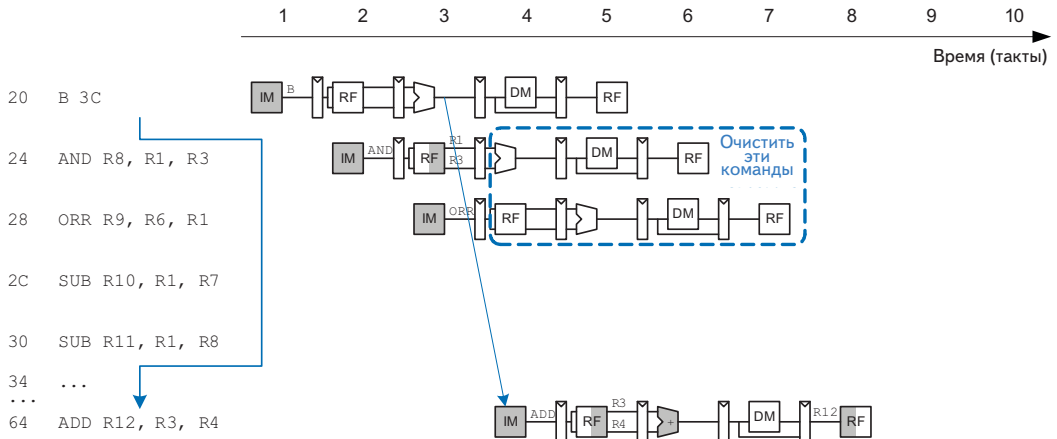 1 2 3 4 5 6 7 8 9 10
Время (такты)
20 B 3C
IM B RF DM RF
24 AND R8, R1, R3
IM AND RF R1 R3 DM RF
Очистить
эти
команды
28 ORR R9, R6, R1
IM ORR RF DM RF
2C SUB R10, R1, R7
30 SUB R11, R1, R8
34 ...
...
64 ADD R12, R3, R4
IM ADD RF R3 R4 + DM R12 RF